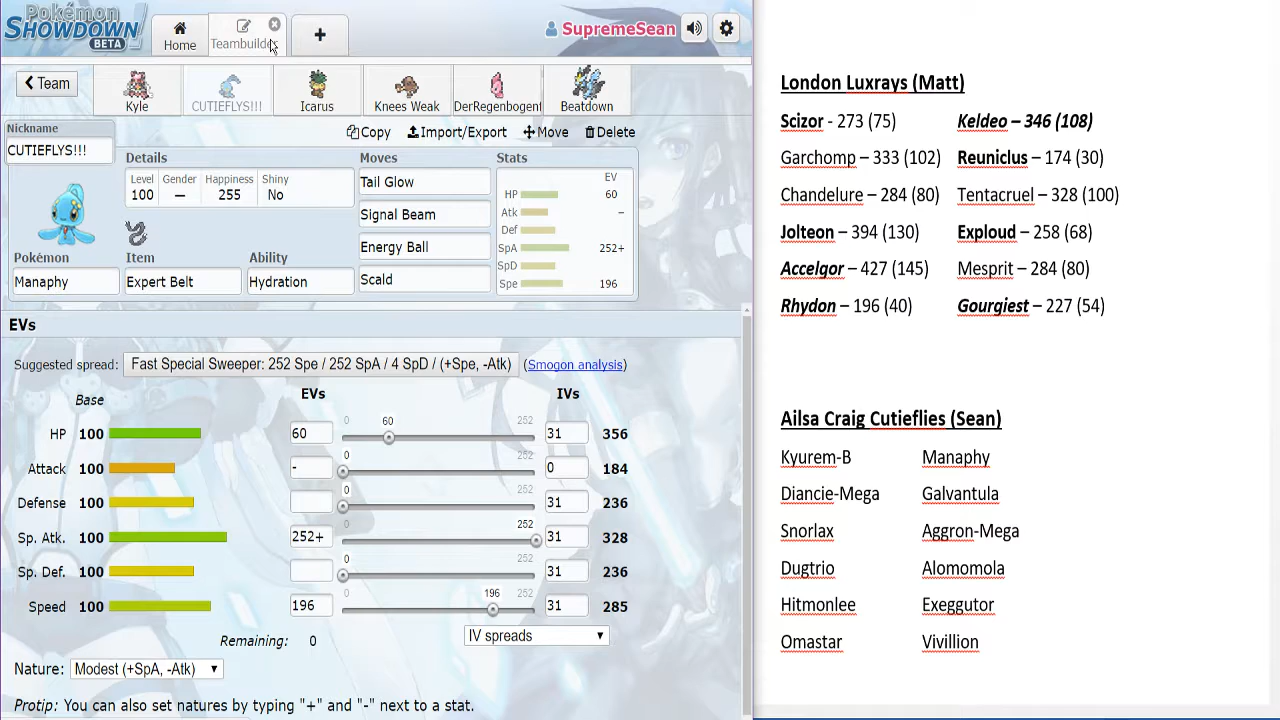 Pokémon
SHOWDOWN
BETA
Home
Teambuilder
+
SupremeSean
Team
Kyle
CUTIEFLYS!!!
Icarus
Knees Weak
DerRegenbogenf
Beatdown
Nickname
CUTIEFLYS!!!
Copy
Import/Export
Move
Delete
Details
Level
100
Gender
—
Happiness
255
Shiny
No
Pokémon
Manaphy
Item
Expert Belt
Ability
Hydration
Moves
Tail Glow
Signal Beam
Energy Ball
Scald
Stats
EV
HP 60
Atk –
Def
SpA 252+
SpD
Spe 196
EVs
Suggested spread: Fast Special Sweeper: 252 Spe / 252 SpA / 4 SpD / (+Spe, -Atk) (Smogon analysis)
Base EVs IVs
HP 100 60 0 60 252 31 356
Attack 100 - 0 252 0 184
Defense 100 0 252 31 236
Sp. Atk. 100 252+ 0 252 31 328
Sp. Def. 100 0 252 31 236
Speed 100 196 0 196 252 31 285
Remaining: 0
IV spreads
Nature: Modest (+SpA, -Atk)
Protip: You can also set natures by typing "+" and "-" next to a stat.
London Luxrays (Matt)
Scizor - 273 (75) Keldeo – 346 (108)
Garchomp – 333 (102) Reuniclus – 174 (30)
Chandelure – 284 (80) Tentacruel – 328 (100)
Jolteon – 394 (130) Exploud – 258 (68)
Accelgor – 427 (145) Mesprit – 284 (80)
Rhydon – 196 (40) Gourgiest – 227 (54)
Ailsa Craig Cutieflies (Sean)
Kyurem-B Manaphy
Diancie-Mega Galvantula
Snorlax Aggron-Mega
Dugtrio Alomomola
Hitmonlee Exeggutor
Omastar Vivillion